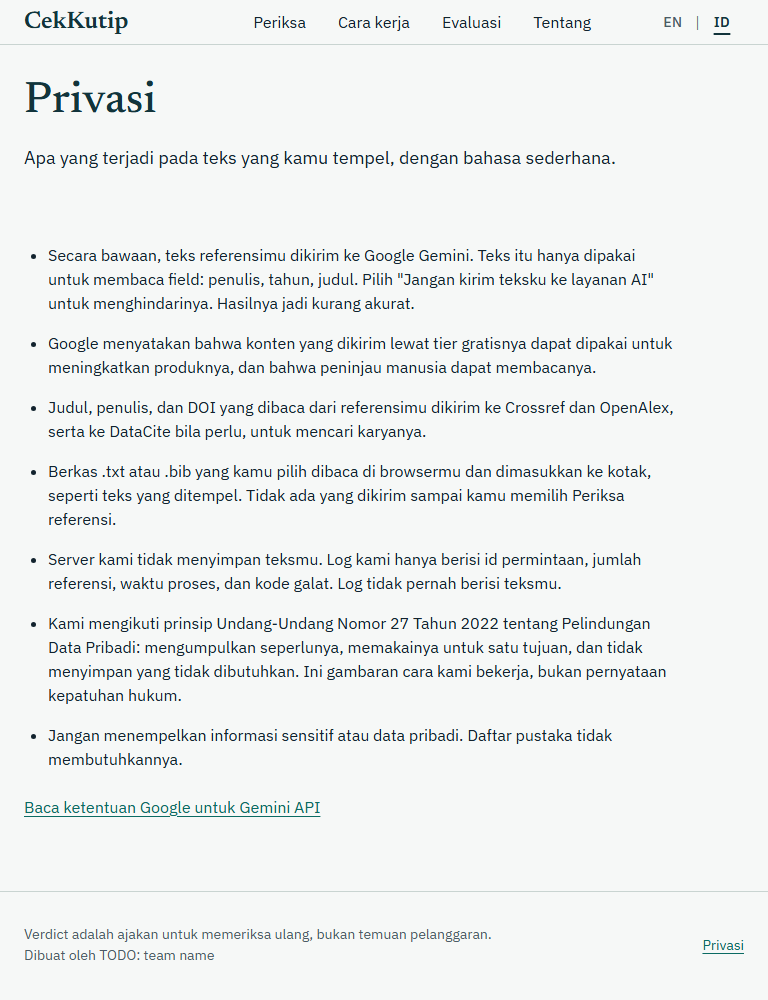 CekKutip
Periksa
Cara kerja
Evaluasi
Tentang
EN | ID
Privasi
Apa yang terjadi pada teks yang kamu tempel, dengan bahasa sederhana.
• Secara bawaan, teks referensimu dikirim ke Google Gemini. Teks itu hanya dipakai
untuk membaca field: penulis, tahun, judul. Pilih "Jangan kirim teksku ke layanan AI"
untuk menghindarinya. Hasilnya jadi kurang akurat.
• Google menyatakan bahwa konten yang dikirim lewat tier gratisnya dapat dipakai untuk
meningkatkan produknya, dan bahwa peninjau manusia dapat membacanya.
• Judul, penulis, dan DOI yang dibaca dari referensimu dikirim ke Crossref dan OpenAlex,
serta ke DataCite bila perlu, untuk mencari karyanya.
• Berkas .txt atau .bib yang kamu pilih dibaca di browsermu dan dimasukkan ke kotak,
seperti teks yang ditempel. Tidak ada yang dikirim sampai kamu memilih Periksa
referensi.
• Server kami tidak menyimpan teksmu. Log kami hanya berisi id permintaan, jumlah
referensi, waktu proses, dan kode galat. Log tidak pernah berisi teksmu.
• Kami mengikuti prinsip Undang-Undang Nomor 27 Tahun 2022 tentang Pelindungan
Data Pribadi: mengumpulkan seperlunya, memakainya untuk satu tujuan, dan tidak
menyimpan yang tidak dibutuhkan. Ini gambaran cara kami bekerja, bukan pernyataan
kepatuhan hukum.
• Jangan menempelkan informasi sensitif atau data pribadi. Daftar pustaka tidak
membutuhkannya.
Baca ketentuan Google untuk Gemini API
Verdict adalah ajakan untuk memeriksa ulang, bukan temuan pelanggaran.
Dibuat oleh TODO: team name
Privasi